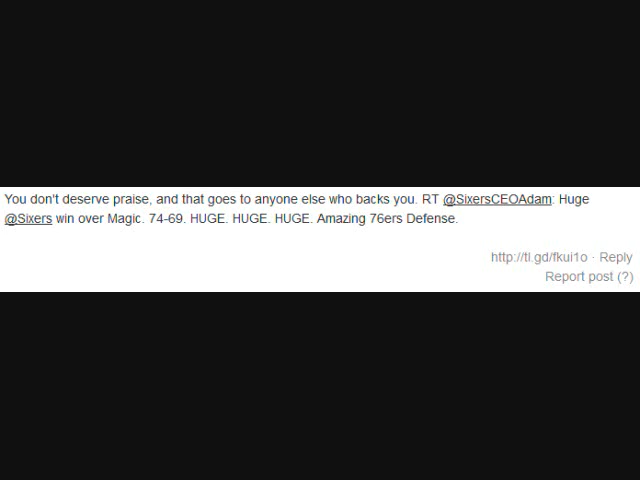 You don't deserve praise, and that goes to anyone else who backs you. RT @SixersCEOAdam: Huge
@Sixers win over Magic. 74-69. HUGE. HUGE. HUGE. Amazing 76ers Defense.
http://tl.gd/fkui1o · Reply
Report post (?)